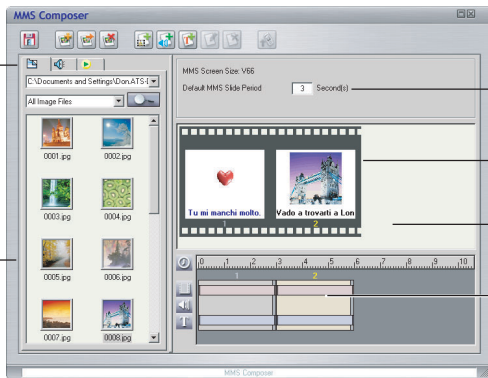 MMS Composer
C:\Documents and Settings\Don.ATS-
All Image Files
0001.jpg
0002.jpg
0003.jpg
0004.jpg
0005.jpg
0006.jpg
0007.jpg
0008.jpg
MMS Screen Size: V66
Default MMS Slide Period 3 Second(s)
Tu mi manchi molto.
Vado a trovarti a Lon
1 2
0 1 2 3 4 5 6 7 8 9 10
1 2
T
MMS Composer